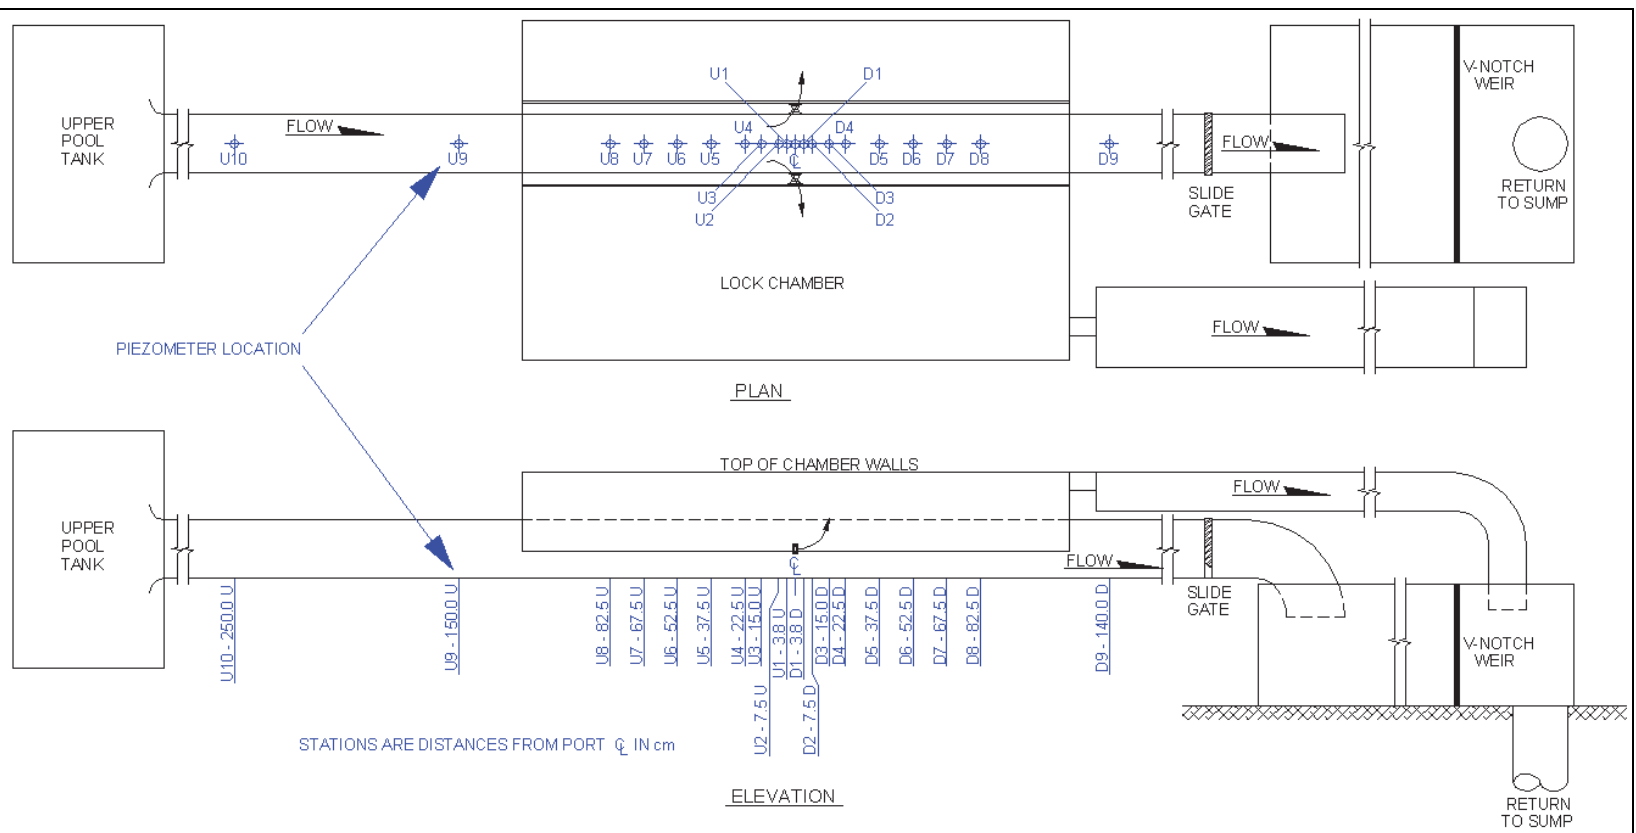 U1
D1
V-NOTCH
WEIR
UPPER
POOL
TANK
FLOW
U4
D4
FLOW
U10
U9
U8
U7
U6
U5
℄
D5
D6
D7
D8
D9
U3
D3
SLIDE
GATE
RETURN
TO SUMP
U2
D2
LOCK CHAMBER
FLOW
PIEZOMETER LOCATION
PLAN
TOP OF CHAMBER WALLS
FLOW
UPPER
POOL
TANK
℄
FLOW
SLIDE
GATE
U10 - 250.0 U
U9 - 150.0 U
U8 - 82.5 U
U7 - 67.5 U
U6 - 52.5 U
U5 - 37.5 U
U4 - 22.5 U
U3 - 15.0 U
U2 - 7.5 U
U1 - 3.8 U
D1 - 3.8 D
D2 - 7.5 D
D3 - 15.0 D
D4 - 22.5 D
D5 - 37.5 D
D6 - 52.5 D
D7 - 67.5 D
D8 - 82.5 D
D9 - 140.0 D
V-NOTCH
WEIR
STATIONS ARE DISTANCES FROM PORT ℄ IN cm
ELEVATION
RETURN
TO SUMP